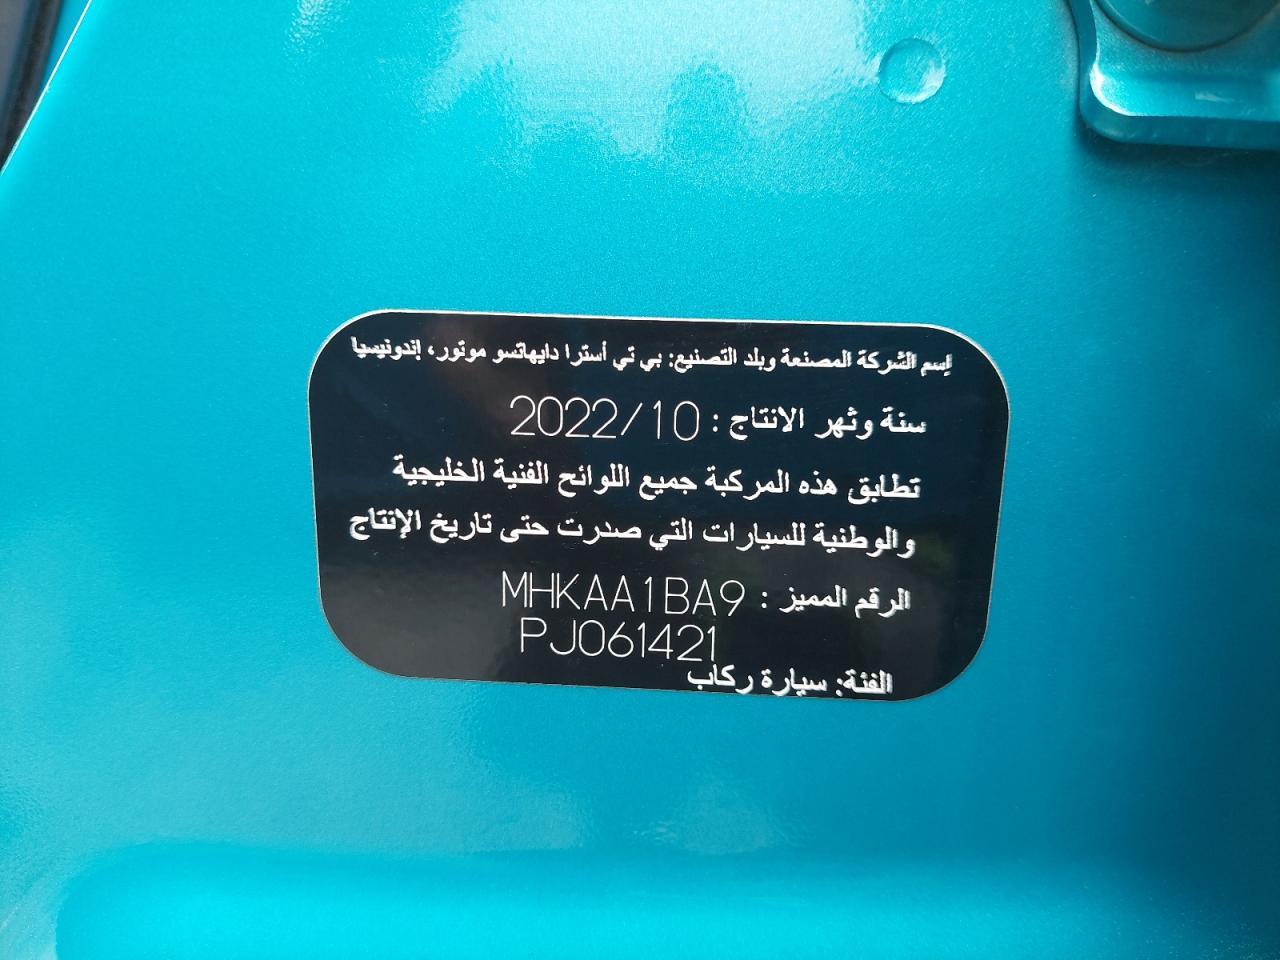 إسم الشركة المصنعة وبلد التصنيع: بي تي أسترا دايهاتسو موتور، إندونيسيا
سنة وشهر الانتاج : 2022/10
تطابق هذه المركبة جميع اللوائح الفنية الخليجية
والوطنية للسيارات التي صدرت حتى تاريخ الإنتاج
الرقم المميز : MHKAA1BA9
PJ061421
الفئة: سيارة ركاب